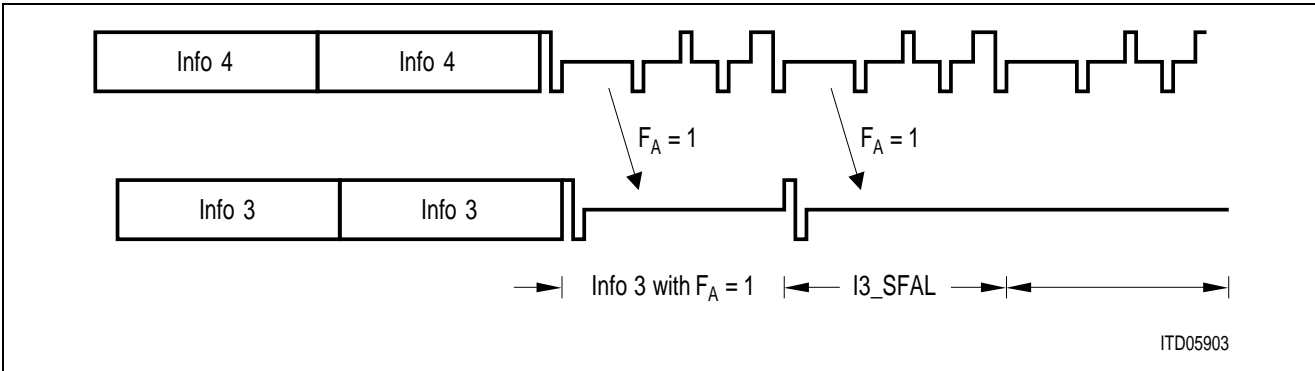 Info 4 Info 4
F_A = 1 F_A = 1
Info 3 Info 3
Info 3 with F_A = 1 I3_SFAL
ITD05903